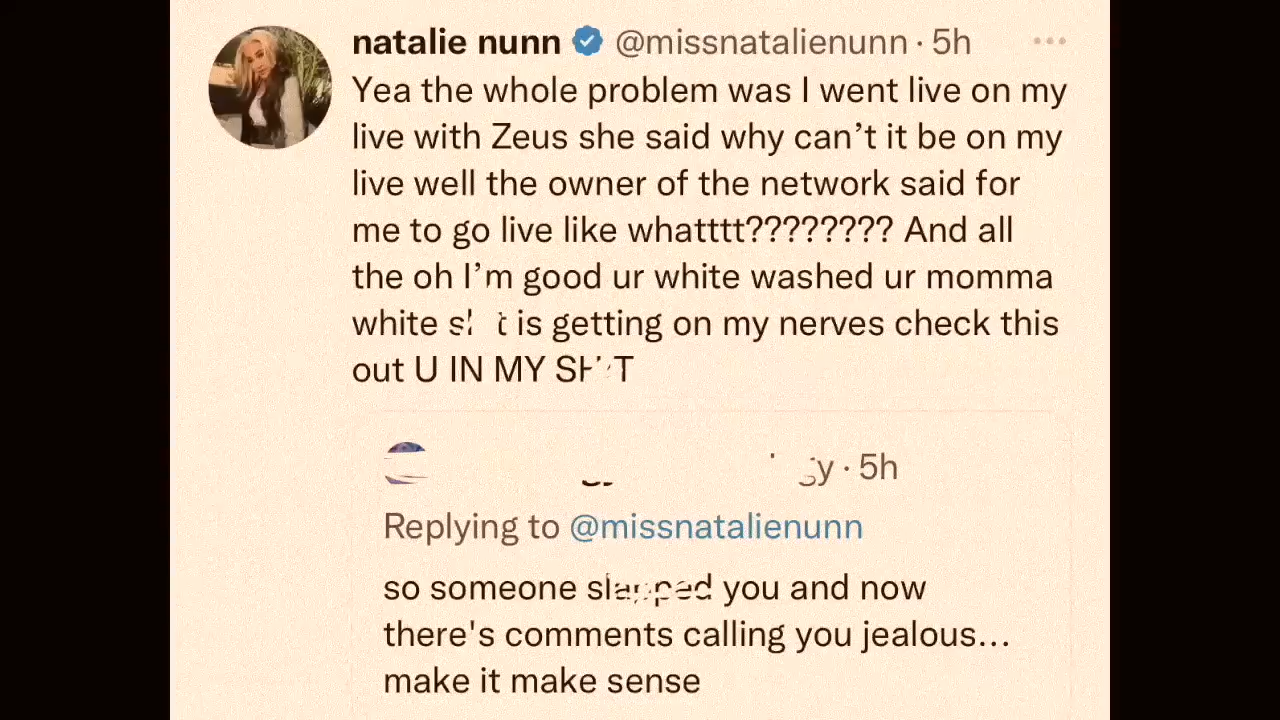 natalie nunn @missnatalienunn · 5h
Yea the whole problem was I went live on my
live with Zeus she said why can’t it be on my
live well the owner of the network said for
me to go live like whatttt???????? And all
the oh I’m good ur white washed ur momma
white is getting on my nerves check this
out U IN MY
· 5h
Replying to @missnatalienunn
so someone slapped you and now
there's comments calling you jealous...
make it make sense